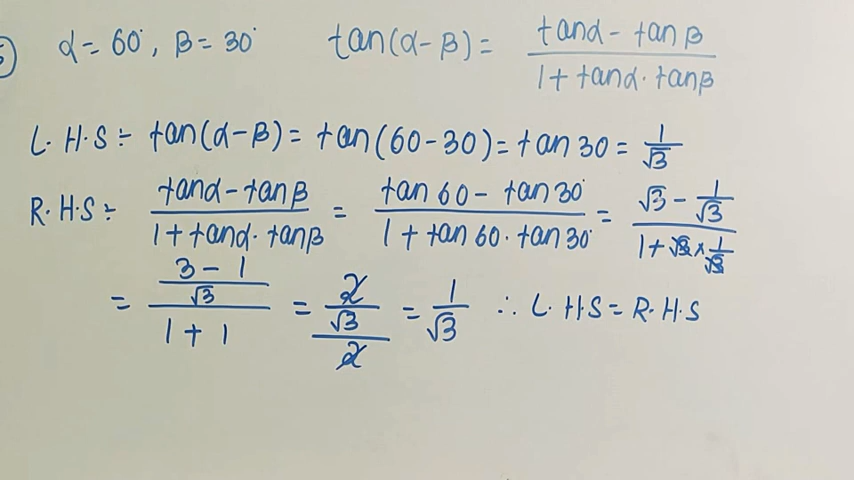 5) α = 60°, β = 30° tan(α - β) = (tanα - tanβ) / (1 + tanα · tanβ)
L.H.S ÷ tan(α - β) = tan(60 - 30) = tan 30 = 1/√3
R.H.S ÷ (tanα - tanβ) / (1 + tanα · tanβ) = (tan 60 - tan 30°) / (1 + tan 60 · tan 30°) = (√3 - 1/√3) / (1 + √3 × 1/√3)
= ((3 - 1)/√3) / (1 + 1) = (2/√3) / 2 = 1/√3 ∴ L.H.S = R.H.S